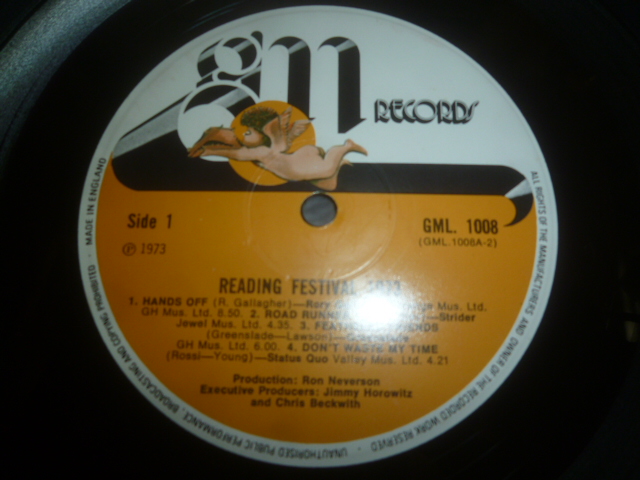 gm RECORDS
Side 1
GML. 1008
(GML.1008A-2)
℗ 1973
READING FESTIVAL
1. HANDS OFF (R. Gallagher)—Rory Mus. Ltd.
GH Mus. Ltd. 6.50. 2. ROAD RUNNER —Strider
Jewel Mus. Ltd. 4.35. 3.
(Greenslade—Lawson)—
GH Mus. Ltd. 6.00. 4. DON'T WASTE MY TIME
(Rossi—Young)—Status Quo Valley Mus. Ltd. 4.21
Production: Ron Neverson
Executive Producers: Jimmy Horowitz
and Chris Beckwith
ALL RIGHTS OF THE MANUFACTURERS AND OWNER OF THE RECORDED WORK RESERVED · UNAUTHORISED PUBLIC PERFORMANCE, BROADCASTING AND COPYING PROHIBITED · MADE IN ENGLAND